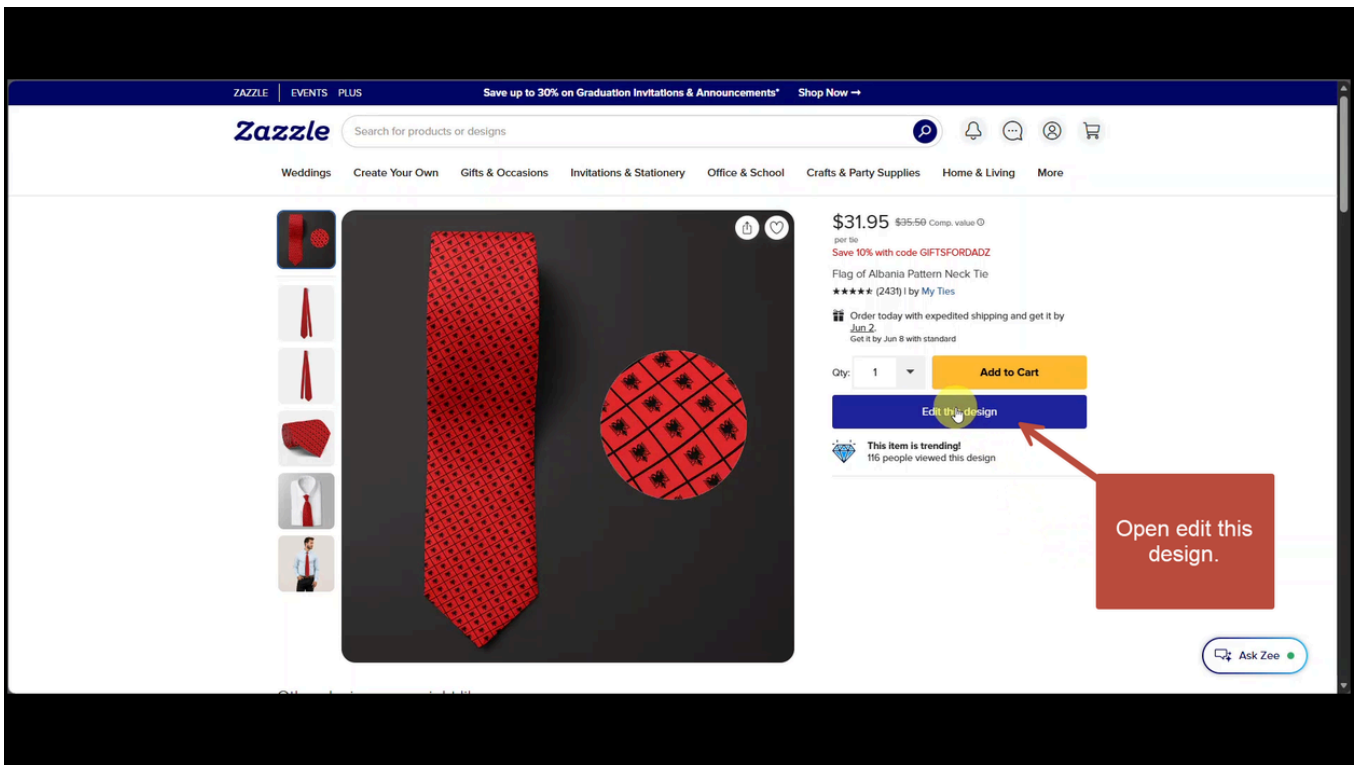 ZAZZLE EVENTS PLUS Save up to 30% on Graduation Invitations & Announcements* Shop Now →
Zazzle Search for products or designs
Weddings Create Your Own Gifts & Occasions Invitations & Stationery Office & School Crafts & Party Supplies Home & Living More
$31.95 $35.50 Comp. value
per tie
Save 10% with code GIFTSFORDADZ
Flag of Albania Pattern Neck Tie
★★★★★ (2431) | by My Ties
Order today with expedited shipping and get it by
Jun 2.
Get it by Jun 8 with standard
Qty: 1 Add to Cart
Edit this design
This item is trending!
116 people viewed this design
Open edit this
design.
Ask Zee